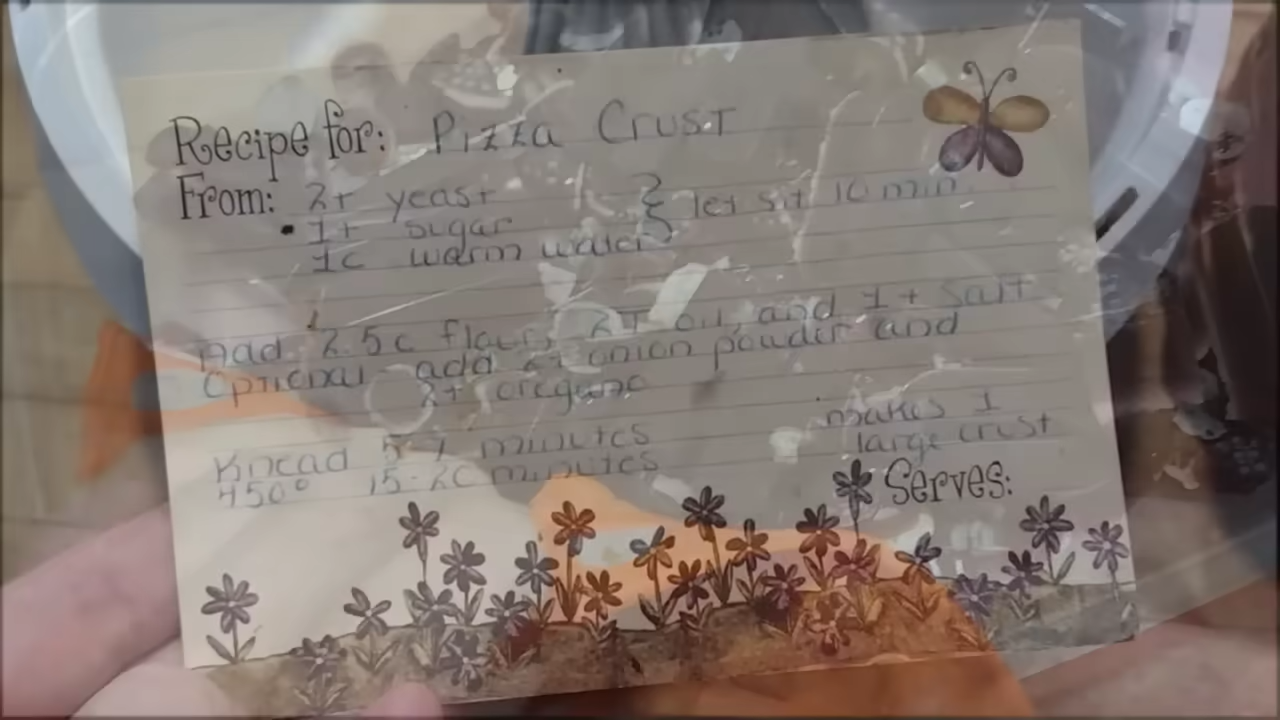 Recipe for: Pizza Crust
From: 2t yeast } let sit 10 min
1t sugar
1c warm water
Add 2.5c flour, 2T oil, and 1t salt
Optional add 2t onion powder and
2t oregano
Knead 5-7 minutes
450° 15-20 minutes
makes 1
large crust
Serves: